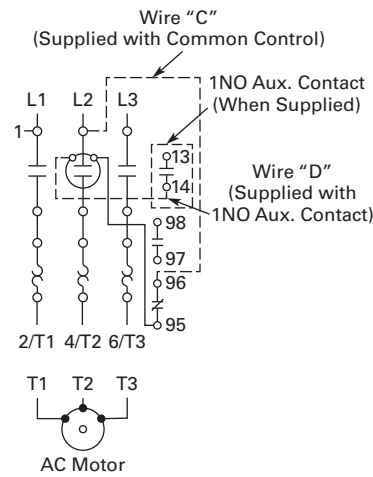 Wire “C”
(Supplied with Common Control)
1NO Aux. Contact
(When Supplied)
L1 L2 L3
1
13
14
Wire “D”
(Supplied with
1NO Aux. Contact)
98
97
96
95
2/T1 4/T2 6/T3
T1 T2 T3
AC Motor